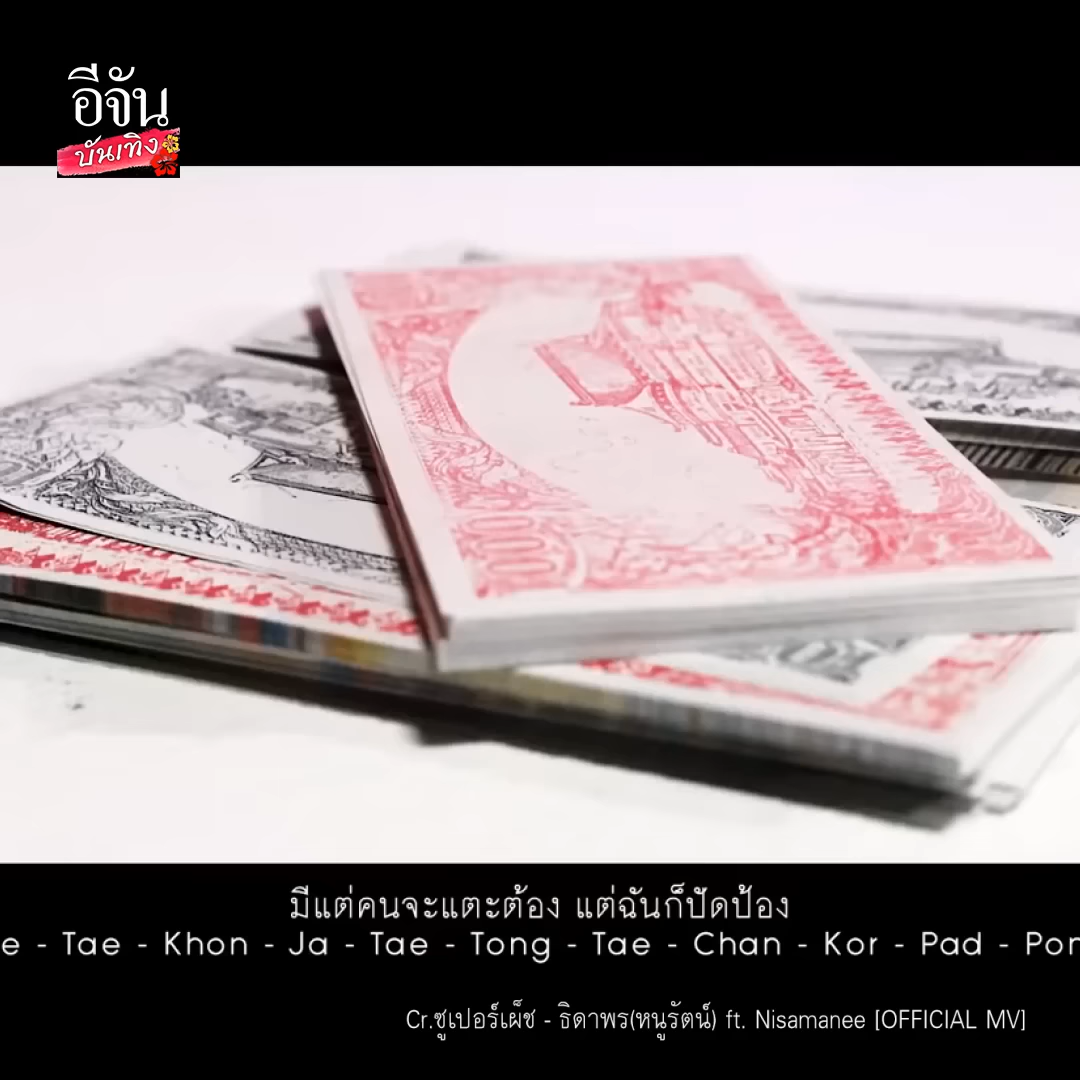 อีจัน
บันเทิง
มีแต่คนจะแตะต้อง แต่ฉันก็ปัดป้อง
e - Tae - Khon - Ja - Tae - Tong - Tae - Chan - Kor - Pad - Pon
Cr.ซูเปอร์เผ็ช - ธิดาพร(หนูรัตน์) ft. Nisamanee [OFFICIAL MV]